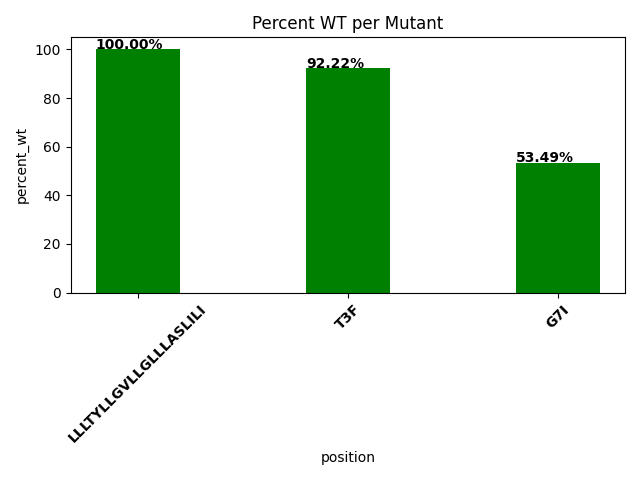 Percent WT per Mutant
percent_wt
100
80
60
40
20
0
100.00%
92.22%
53.49%
LLLTYLLGVLLGLLLASLILI
T3F
G7I
position